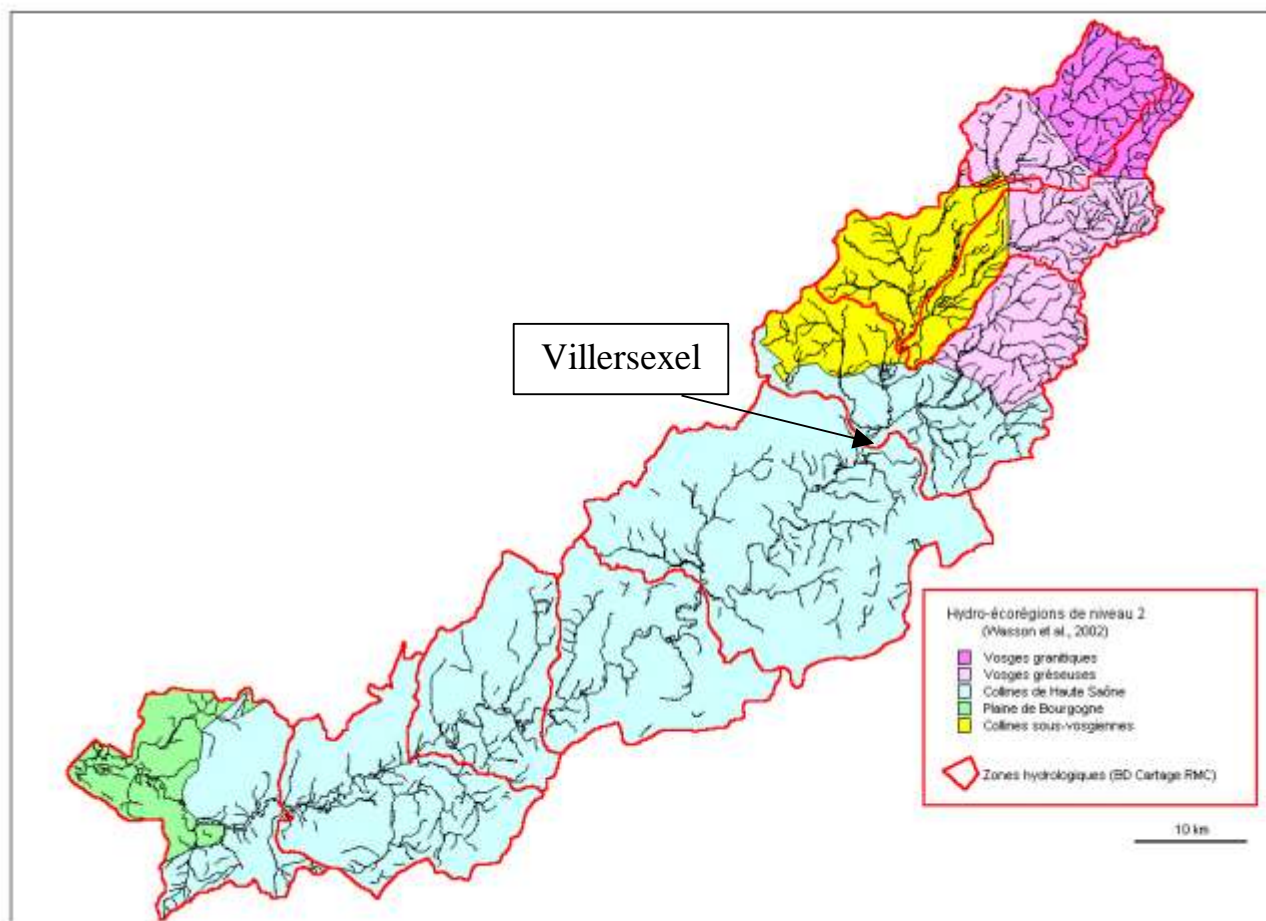 Villersexel
Hydro-écorégions de niveau 2
(Wasson et al., 2002)
Vosges granitiques
Vosges gréseuses
Collines de Haute Saône
Plaine de Bourgogne
Collines sous-vosgiennes
Zones hydrologiques (BD Cartage RMC)
10 km